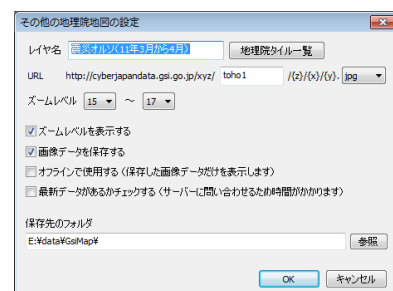 その他の地理院地図の設定
レイヤ名 震災オルソ(11年3月から4月) 地理院タイル一覧
URL http://cyberjapandata.gsi.go.jp/xyz/ toho1 /{z}/{x}/{y}. jpg
ズームレベル 15 ～ 17
ズームレベルを表示する
画像データを保存する
オフラインで使用する(保存した画像データだけを表示します)
最新データがあるかチェックする(サーバーに問い合わせるため時間がかかります)
保存先のフォルダ
E:¥data¥GsiMap¥ 参照
OK キャンセル